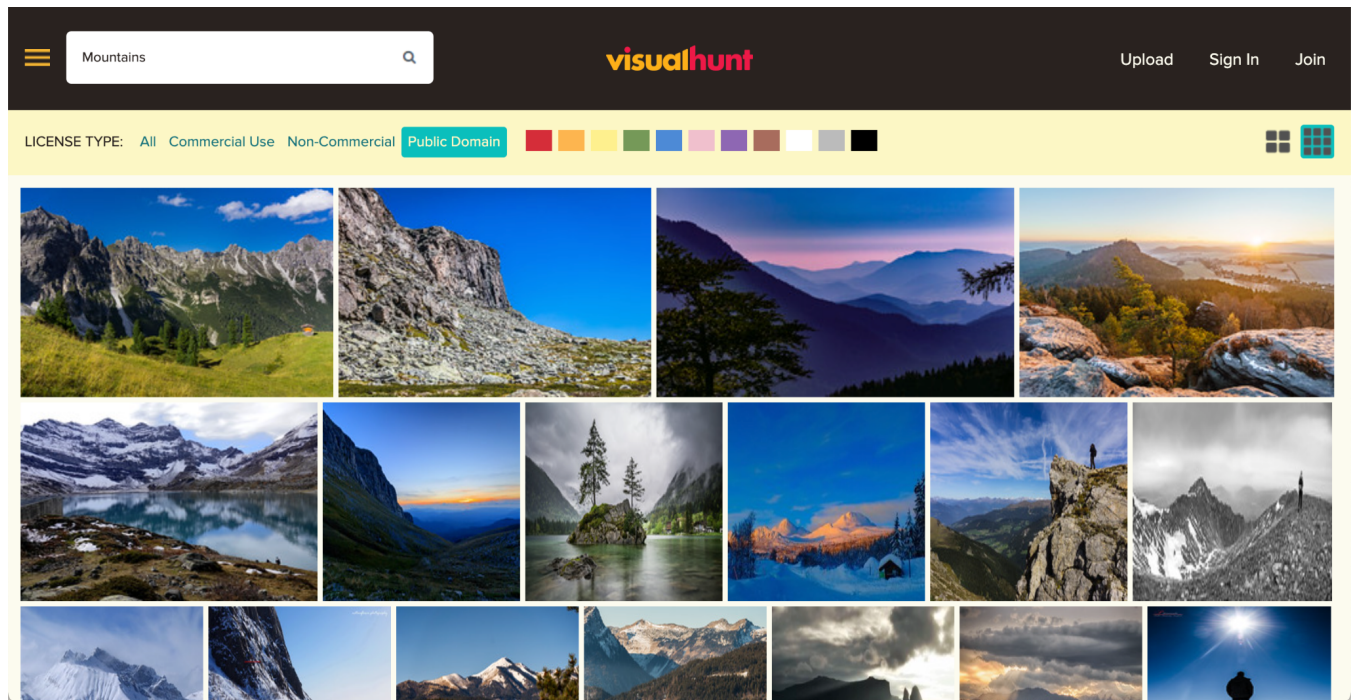 Mountains
visualhunt
Upload Sign In Join
LICENSE TYPE: All Commercial Use Non-Commercial Public Domain